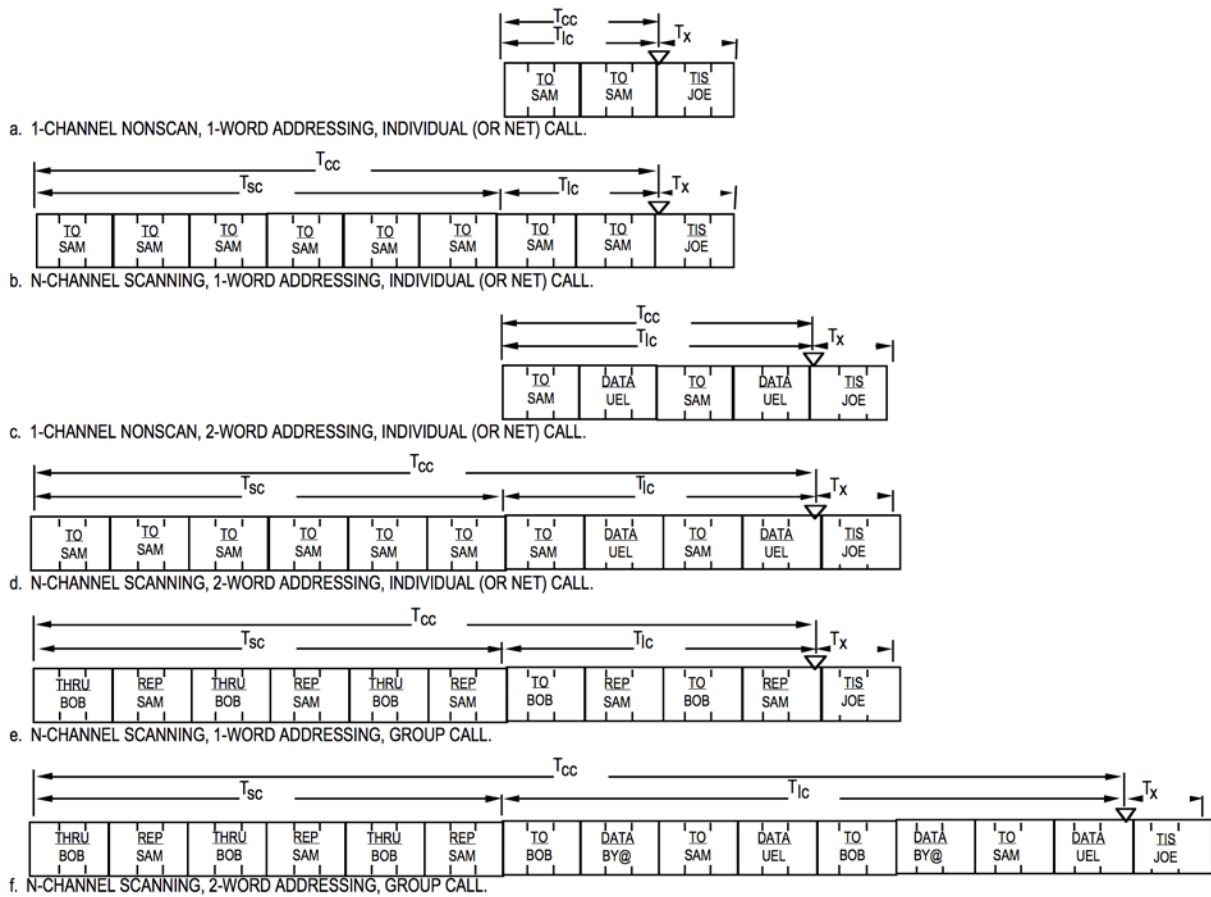 Tcc
Tlc Tx
TO TO TIS
SAM SAM JOE
a. 1-CHANNEL NONSCAN, 1-WORD ADDRESSING, INDIVIDUAL (OR NET) CALL.
Tcc
Tsc Tlc Tx
TO TO TO TO TO TO TO TO TIS
SAM SAM SAM SAM SAM SAM SAM SAM JOE
b. N-CHANNEL SCANNING, 1-WORD ADDRESSING, INDIVIDUAL (OR NET) CALL.
Tcc
Tlc Tx
TO DATA TO DATA TIS
SAM UEL SAM UEL JOE
c. 1-CHANNEL NONSCAN, 2-WORD ADDRESSING, INDIVIDUAL (OR NET) CALL.
Tcc
Tsc Tlc Tx
TO TO TO TO TO TO TO DATA TO DATA TIS
SAM SAM SAM SAM SAM SAM SAM UEL SAM UEL JOE
d. N-CHANNEL SCANNING, 2-WORD ADDRESSING, INDIVIDUAL (OR NET) CALL.
Tcc
Tsc Tlc Tx
THRU REP THRU REP THRU REP TO REP TO REP TIS
BOB SAM BOB SAM BOB SAM BOB SAM BOB SAM JOE
e. N-CHANNEL SCANNING, 1-WORD ADDRESSING, GROUP CALL.
Tcc
Tsc Tlc Tx
THRU REP THRU REP THRU REP TO DATA TO DATA TO DATA TO DATA TIS
BOB SAM BOB SAM BOB SAM BOB BY@ SAM UEL BOB BY@ SAM UEL JOE
f. N-CHANNEL SCANNING, 2-WORD ADDRESSING, GROUP CALL.